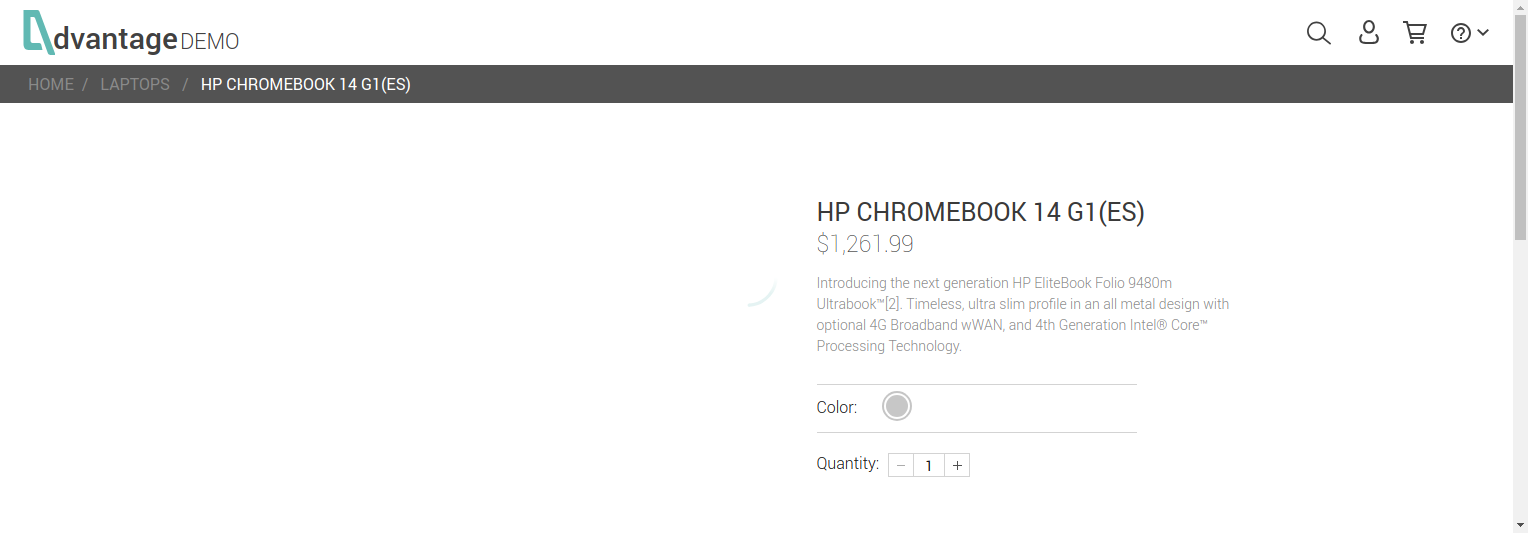 dvantage DEMO
HOME / LAPTOPS / HP CHROMEBOOK 14 G1(ES)
HP CHROMEBOOK 14 G1(ES)
$1,261.99
Introducing the next generation HP EliteBook Folio 9480m
Ultrabook™[2]. Timeless, ultra slim profile in an all metal design with
optional 4G Broadband wWAN, and 4th Generation Intel® Core™
Processing Technology.
Color:
Quantity: − 1 +